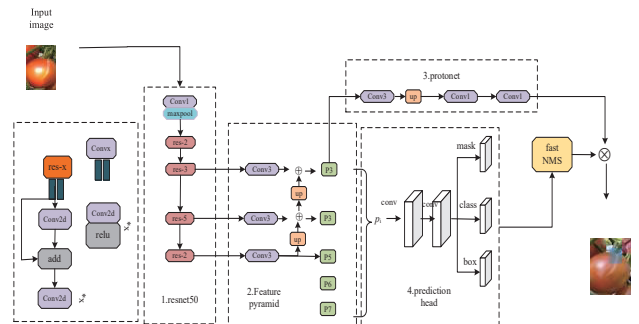 Input
image
Conv1
maxpool
res-2
res-3
res-5
res-2
1.resnet50
Convx
res-x
Conv2d
add
Conv2d
Conv2d
relu
x*
x*
Conv3
Conv3
Conv3
up
up
P3
P3
P5
P6
P7
2.Feature
pyramid
3.protonet
Conv3
up
Conv1
Conv1
Pi
conv
conv
mask
class
box
4.prediction
head
fast
NMS